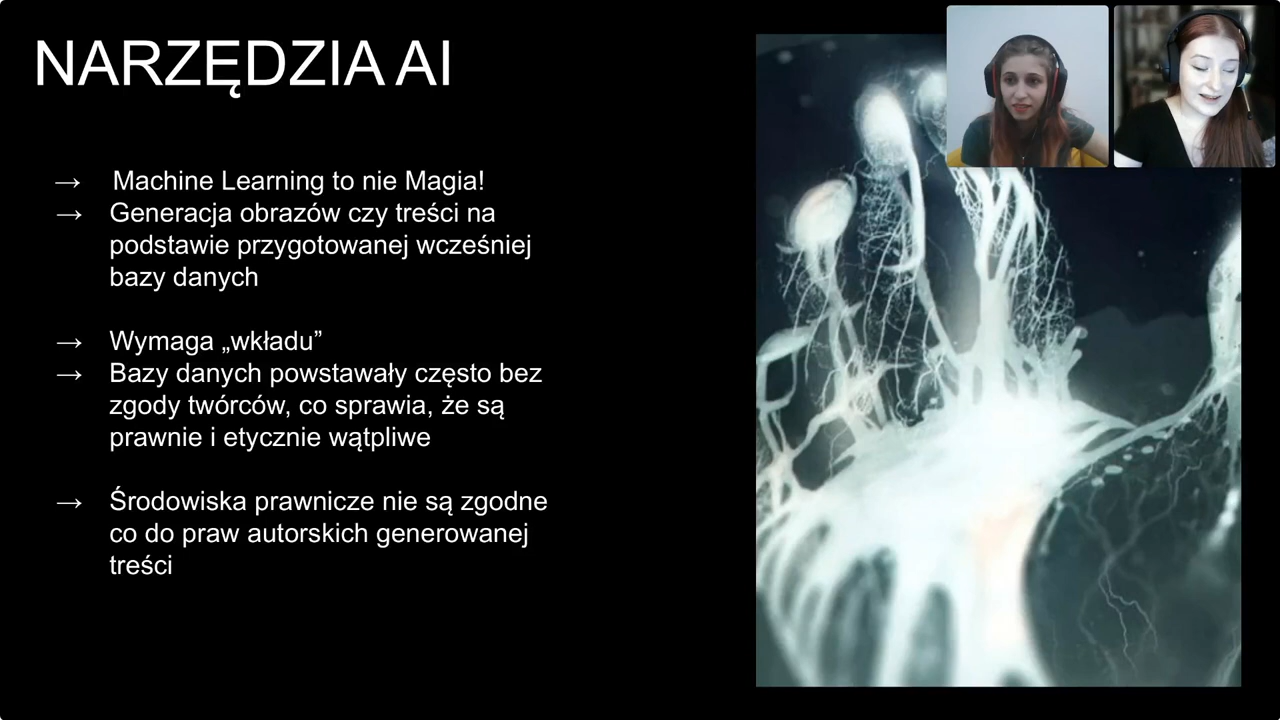 NARZĘDZIA AI
→ Machine Learning to nie Magia!
→ Generacja obrazów czy treści na
podstawie przygotowanej wcześniej
bazy danych
→ Wymaga „wkładu”
→ Bazy danych powstawały często bez
zgody twórców, co sprawia, że są
prawnie i etycznie wątpliwe
→ Środowiska prawnicze nie są zgodne
co do praw autorskich generowanej
treści